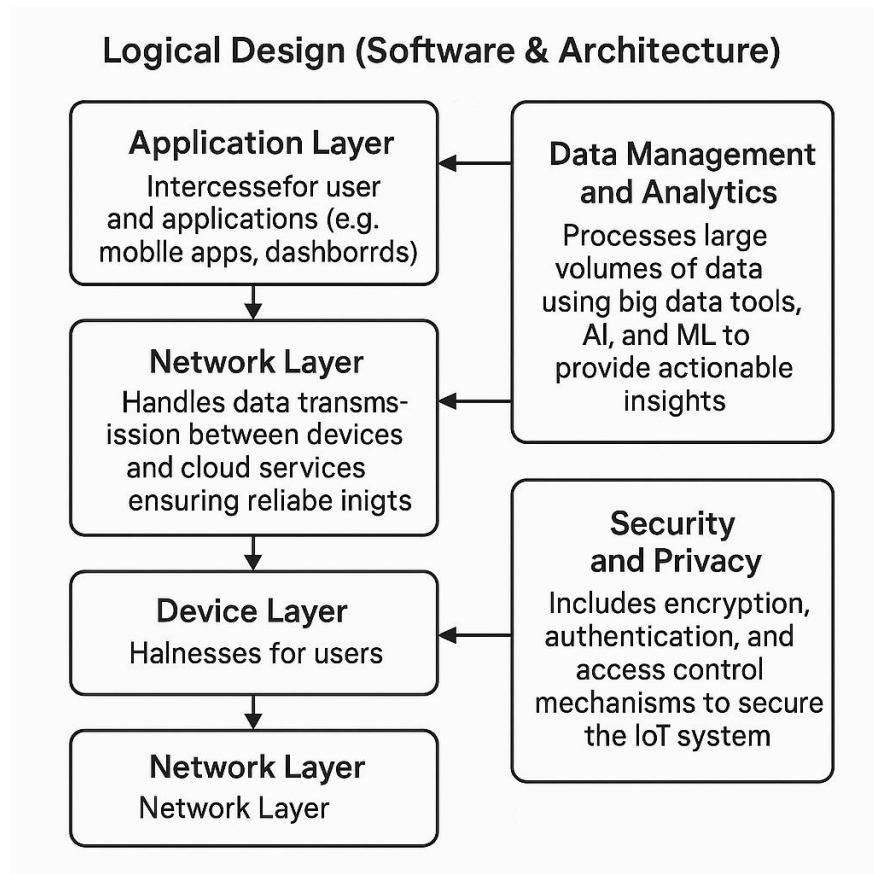 Logical Design (Software & Architecture)
Application Layer
Intercessefor user
and applications (e.g.
moblle apps, dashborrds)
Network Layer
Handles data transms-
ission between devices
and cloud services
ensuring reliabe inigts
Device Layer
Halnesses for users
Network Layer
Network Layer
Data Management
and Analytics
Processes large
volumes of data
using big data tools,
AI, and ML to
provide actionable
insights
Security
and Privacy
Includes encryption,
authentication, and
access control
mechanisms to secure
the IoT system